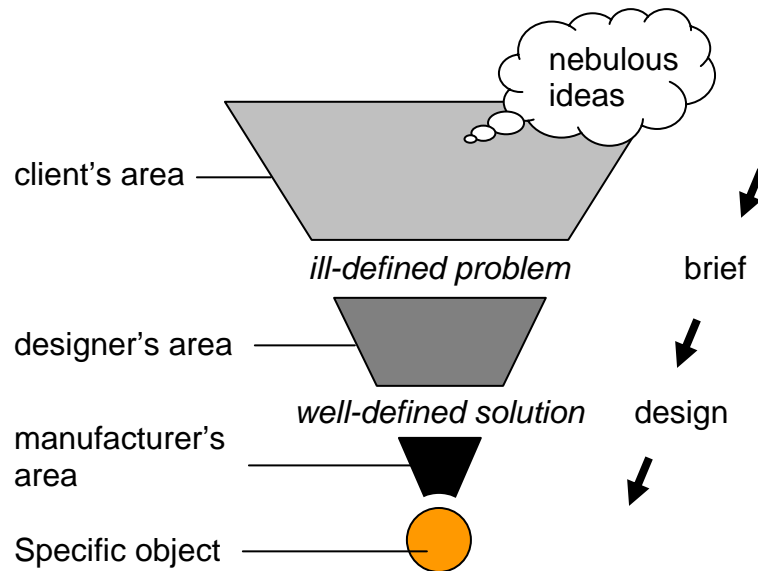 nebulous
ideas
client's area
ill-defined problem
brief
designer’s area
well-defined solution
design
manufacturer’s
area
Specific object